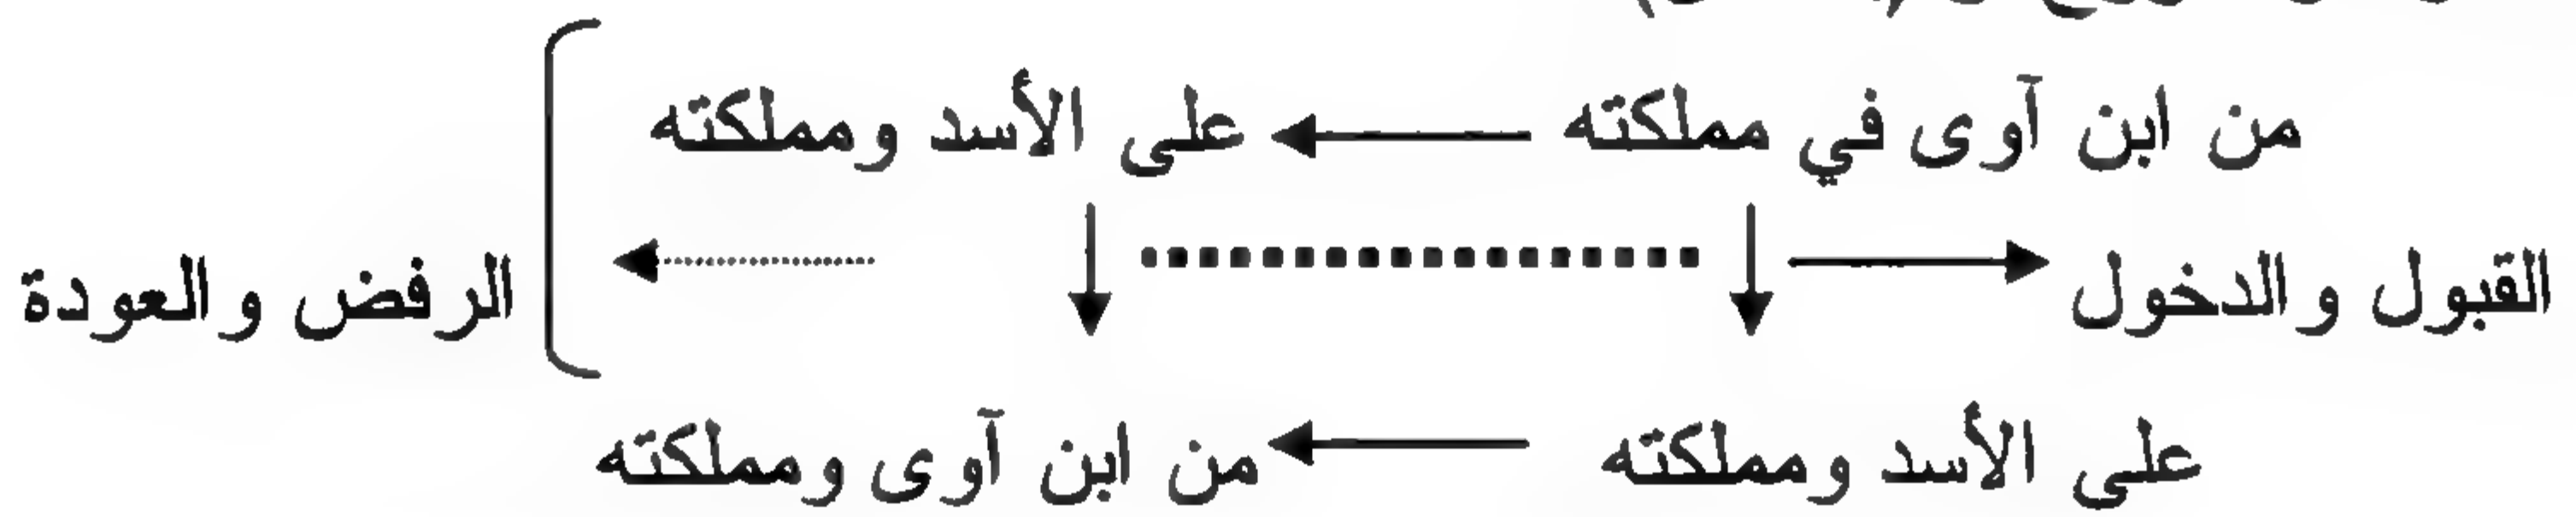 من ابن آوى في مملكته على الأسد ومملكته
القبول والدخول الرفض والعودة
على الأسد ومملكته من ابن آوى ومملكته